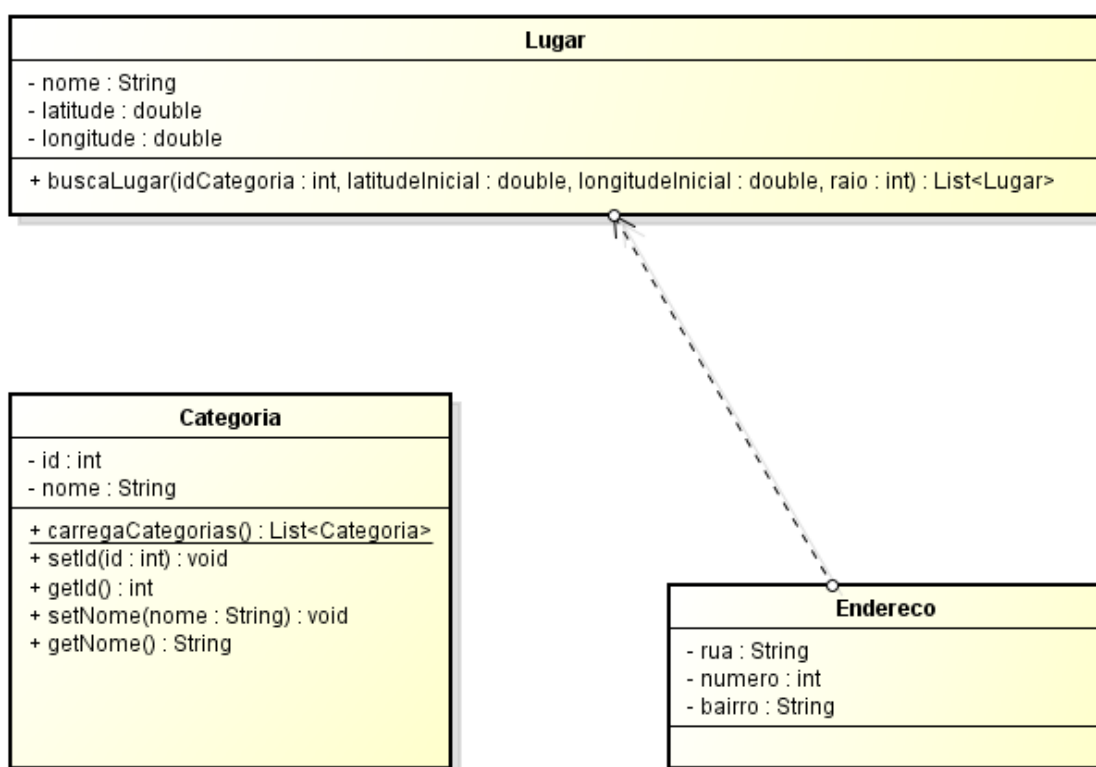 Lugar
- nome : String
- latitude : double
- longitude : double
+ buscaLugar(idCategoria : int, latitudeInicial : double, longitudeInicial : double, raio : int) : List<Lugar>
Categoria
- id : int
- nome : String
+ carregaCategorias() : List<Categoria>
+ setId(id : int) : void
+ getId() : int
+ setNome(nome : String) : void
+ getNome() : String
Endereco
- rua : String
- numero : int
- bairro : String